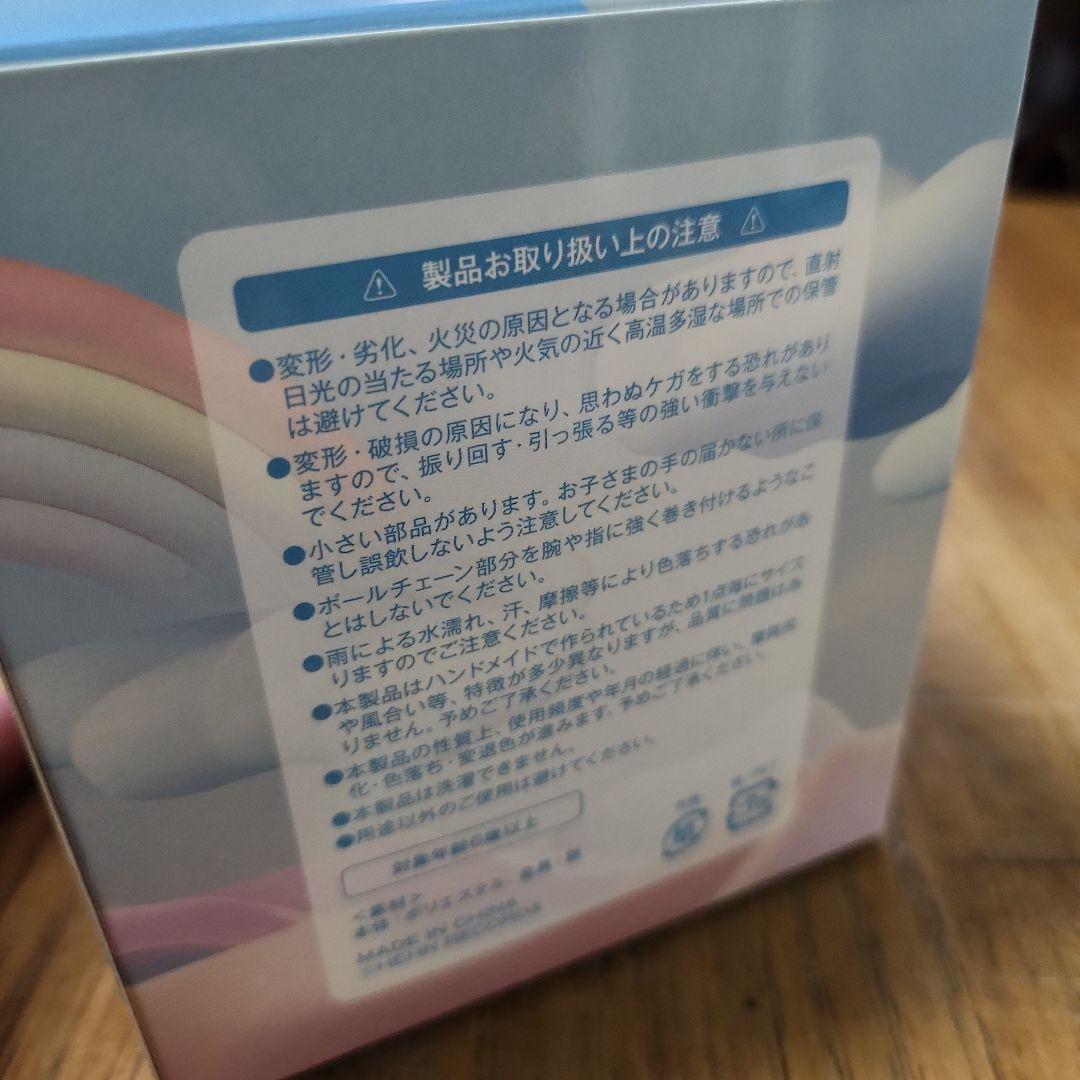 製品お取り扱い上の注意
●変形・劣化、火災の原因となる場合がありますので、直射
日光の当たる場所や火気の近く高温多湿な場所での保管
は避けてください。
●変形・破損の原因になり、思わぬケガをする恐れがあり
ますので、振り回す・引っ張る等の強い衝撃を与えない
でください。
●小さい部品があります。お子さまの手の届かない所に保
管し誤飲しないよう注意してください。
●ボールチェーン部分を腕や指に強く巻き付けるようなこ
とはしないでください。
●雨による水濡れ、汗、摩擦等により色落ちする恐れがあ
りますのでご注意ください。
●本製品はハンドメイドで作られているため1点毎にサイズ
や風合い等、特徴が多少異なりますが、品質に問題はあ
りません。予めご了承ください。
●本製品の性質上、使用頻度や年月の経過に伴い、
化・色落ち・変退色が進みます。予めご了承ください。
●本製品は洗濯できません。
●用途以外のご使用は避けてください。
対象年齢6歳以上
<素材>
本体：ポリエステル、
MADE IN CHINA
RECORDS